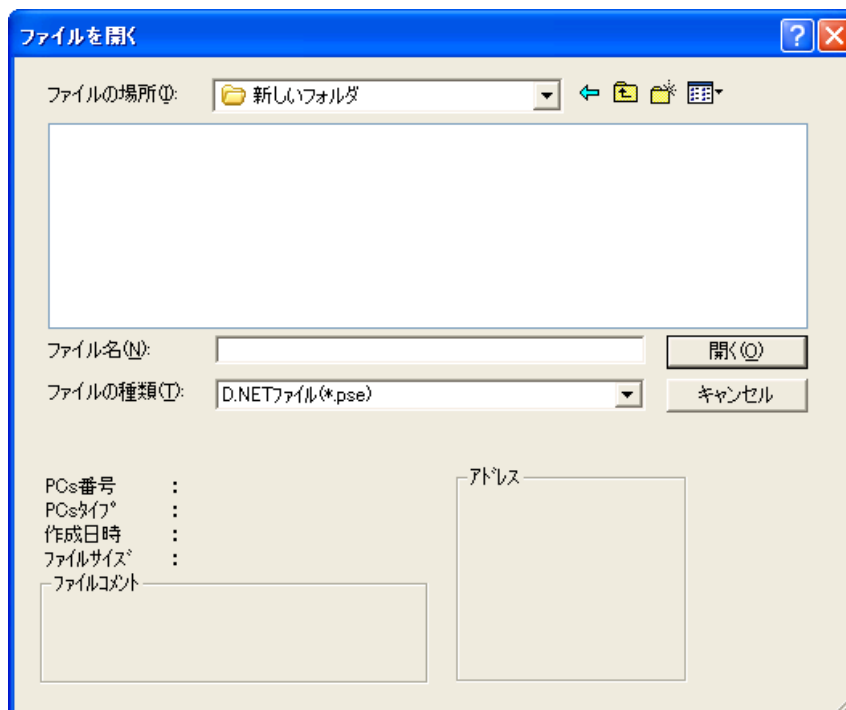 ファイルを開く
ファイルの場所(I):
新しいフォルダ
ファイル名(N):
開く(O)
ファイルの種類(T):
D.NETファイル(*.pse)
キャンセル
PCs番号 :
PCsﾀｲﾌﾟ :
作成日時 :
ﾌｧｲﾙｻｲｽﾞ :
ﾌｧｲﾙｺﾒﾝﾄ
ｱﾄﾞﾚｽ